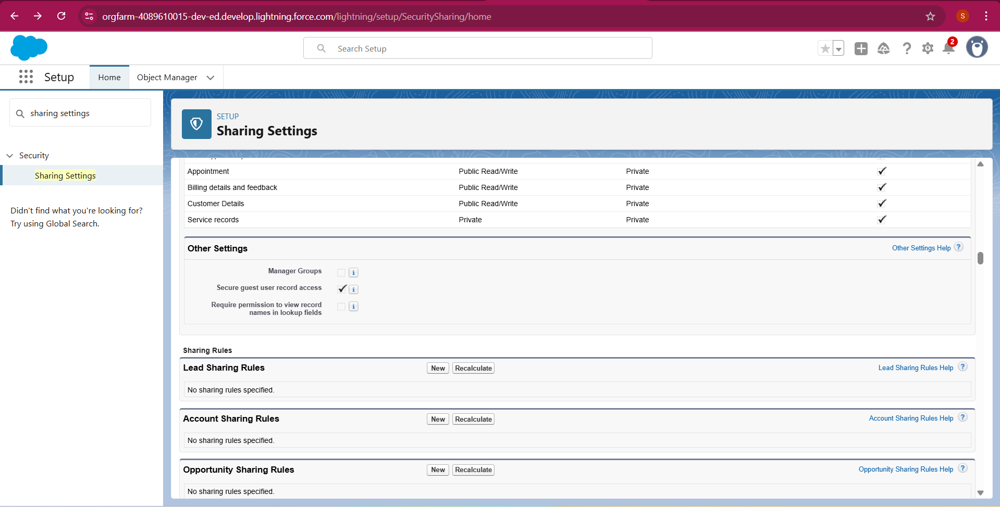 orgfarm-4089610015-dev-ed.develop.lightning.force.com/lightning/setup/SecuritySharing/home
S
Search Setup
2
Setup
Home
Object Manager
sharing settings
Security
Sharing Settings
Didn't find what you're looking for?
Try using Global Search.
SETUP
Sharing Settings
Appointment Public Read/Write Private
Billing details and feedback Public Read/Write Private
Customer Details Public Read/Write Private
Service records Private Private
Other Settings
Other Settings Help ?
Manager Groups i
Secure guest user record access i
Require permission to view record
names in lookup fields i
Sharing Rules
Lead Sharing Rules New Recalculate Lead Sharing Rules Help ?
No sharing rules specified.
Account Sharing Rules New Recalculate Account Sharing Rules Help ?
No sharing rules specified.
Opportunity Sharing Rules New Recalculate Opportunity Sharing Rules Help ?
No sharing rules specified.